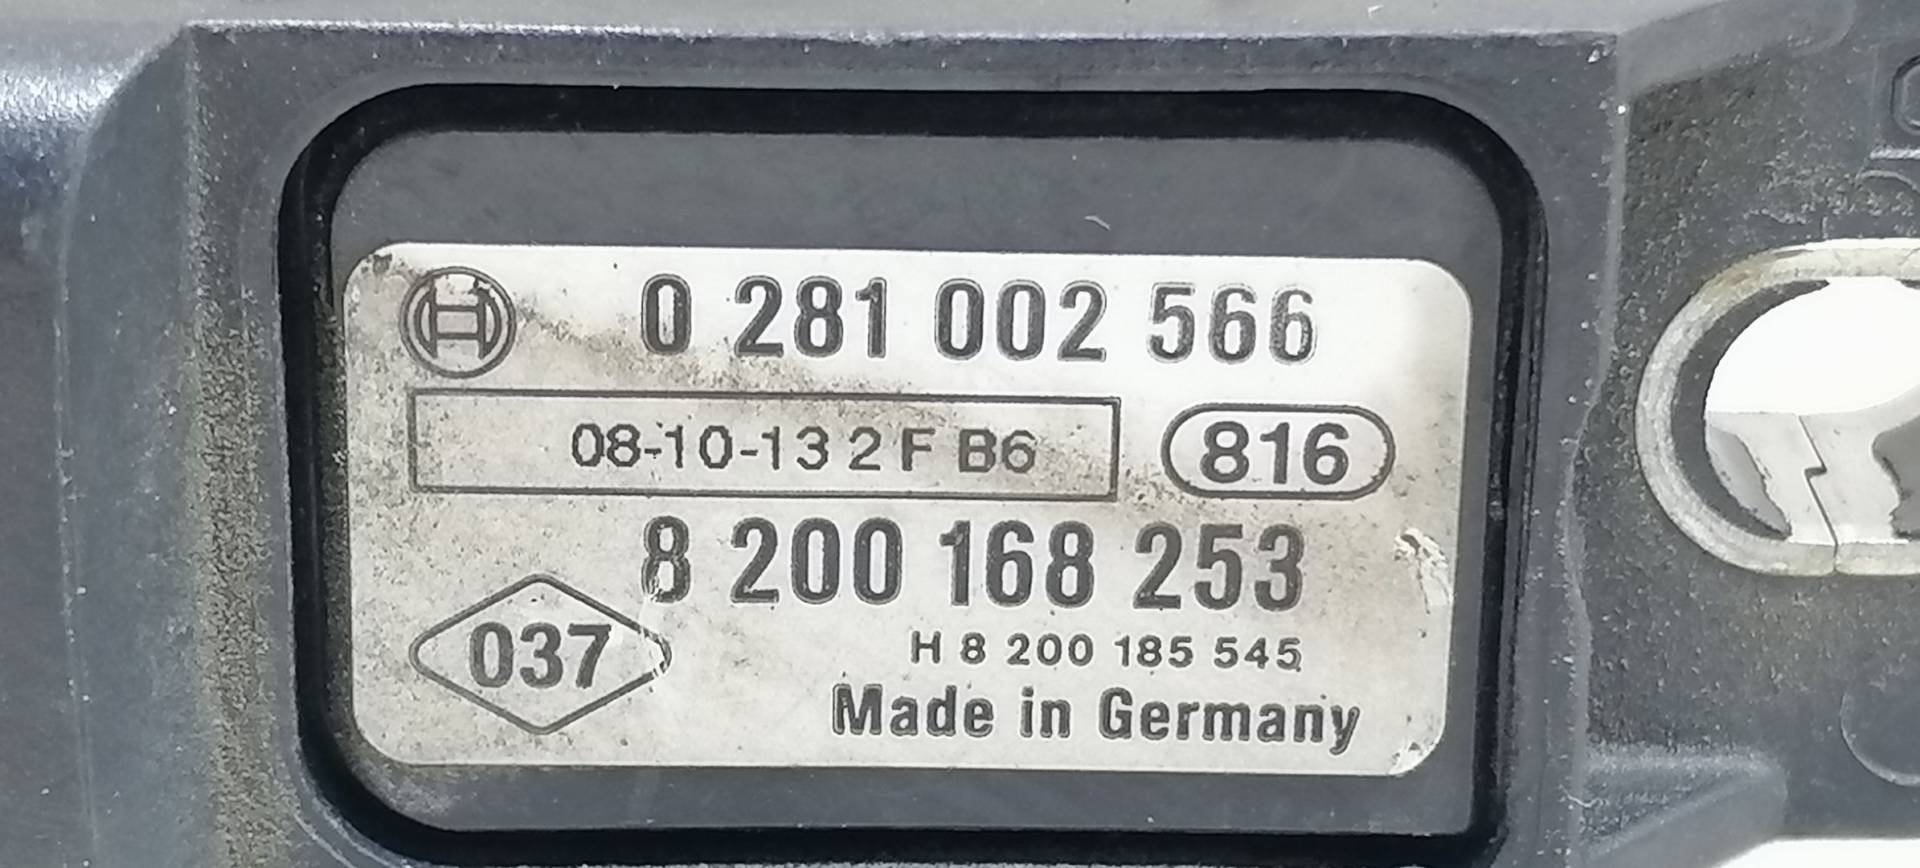 0 281 002 566
08-10-13 2 F B6
816
8 200 168 253
037
H 8 200 185 545
Made in Germany